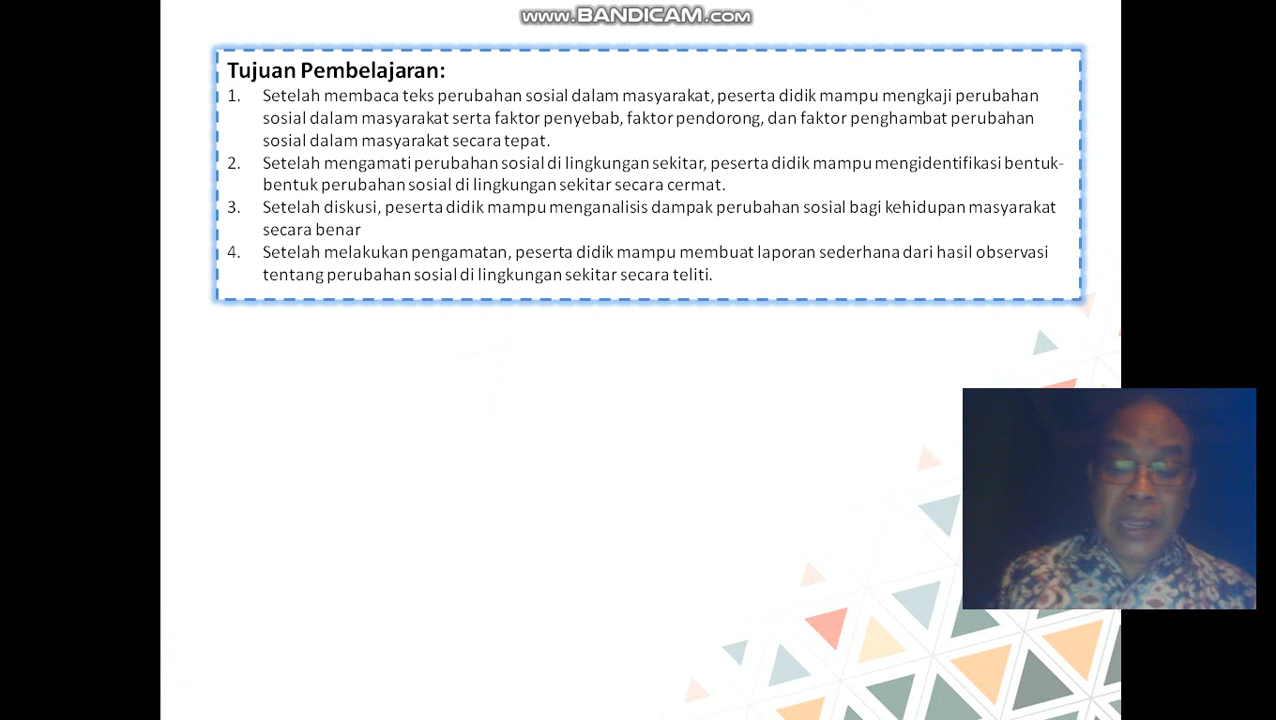 www.BANDICAM.com
Tujuan Pembelajaran:
1. Setelah membaca teks perubahan sosial dalam masyarakat, peserta didik mampu mengkaji perubahan
sosial dalam masyarakat serta faktor penyebab, faktor pendorong, dan faktor penghambat perubahan
sosial dalam masyarakat secara tepat.
2. Setelah mengamati perubahan sosial di lingkungan sekitar, peserta didik mampu mengidentifikasi bentuk-
bentuk perubahan sosial di lingkungan sekitar secara cermat.
3. Setelah diskusi, peserta didik mampu menganalisis dampak perubahan sosial bagi kehidupan masyarakat
secara benar
4. Setelah melakukan pengamatan, peserta didik mampu membuat laporan sederhana dari hasil observasi
tentang perubahan sosial di lingkungan sekitar secara teliti.